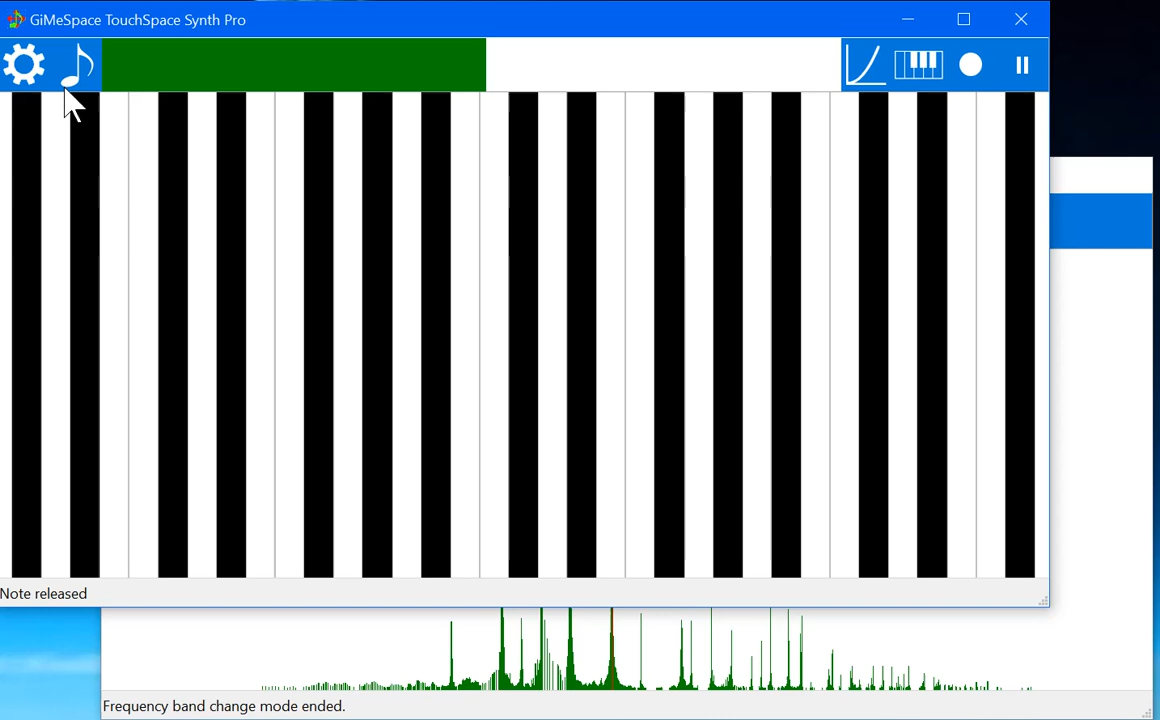 GiMeSpace TouchSpace Synth Pro
Note released
Frequency band change mode ended.